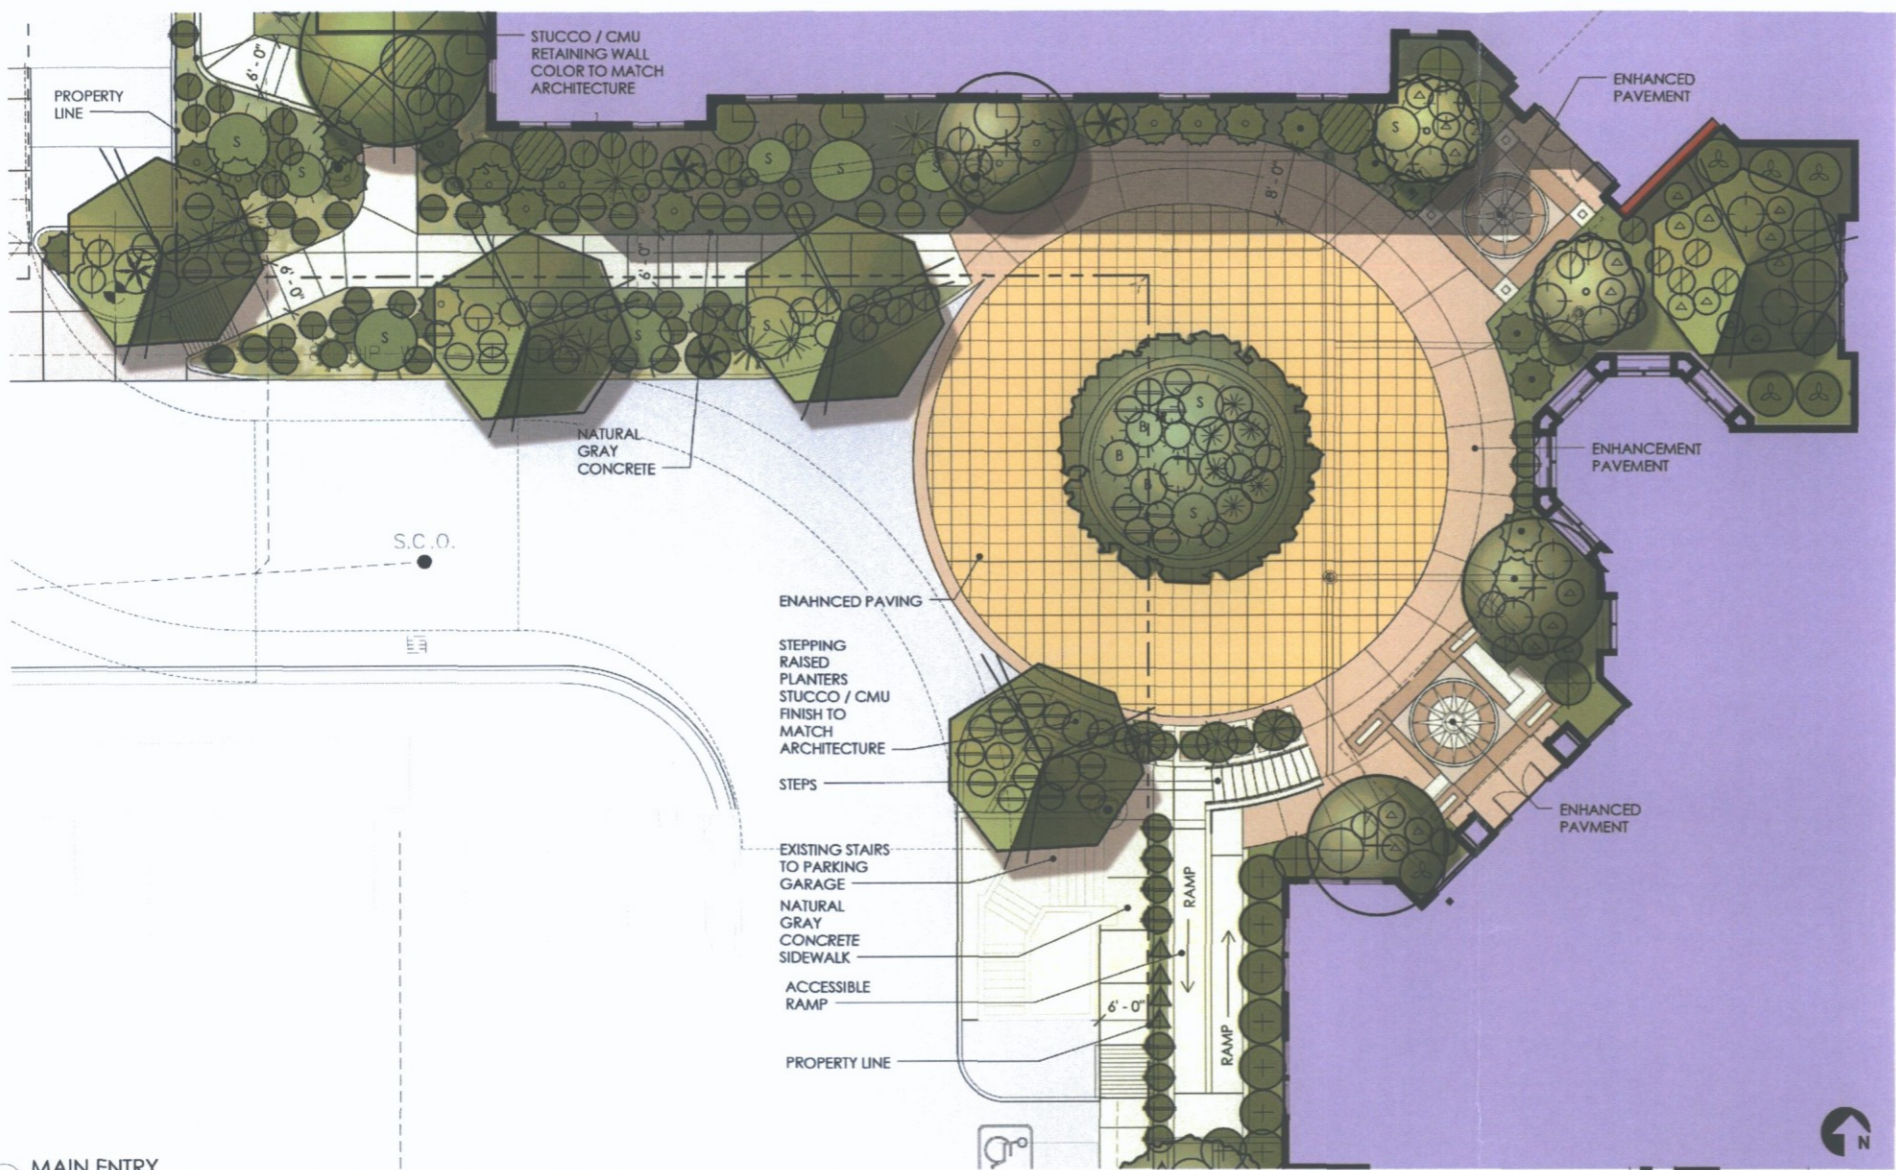 STUCCO / CMU
RETAINING WALL
COLOR TO MATCH
ARCHITECTURE
PROPERTY
LINE
6' - 0"
ENHANCED
PAVEMENT
S
S
S
S
S
S
8' - 0"
6' - 0"
6' - 0"
S
S
S
NATURAL
GRAY
CONCRETE
S
B
B
B
S
ENHANCEMENT
PAVEMENT
S.C.O.
ENAHNCED PAVING
STEPPING
RAISED
PLANTERS
STUCCO / CMU
FINISH TO
MATCH
ARCHITECTURE
STEPS
ENHANCED
PAVMENT
EXISTING STAIRS
TO PARKING
GARAGE
NATURAL
GRAY
CONCRETE
SIDEWALK
RAMP
ACCESSIBLE
RAMP
6' - 0"
RAMP
PROPERTY LINE
N
MAIN ENTRY